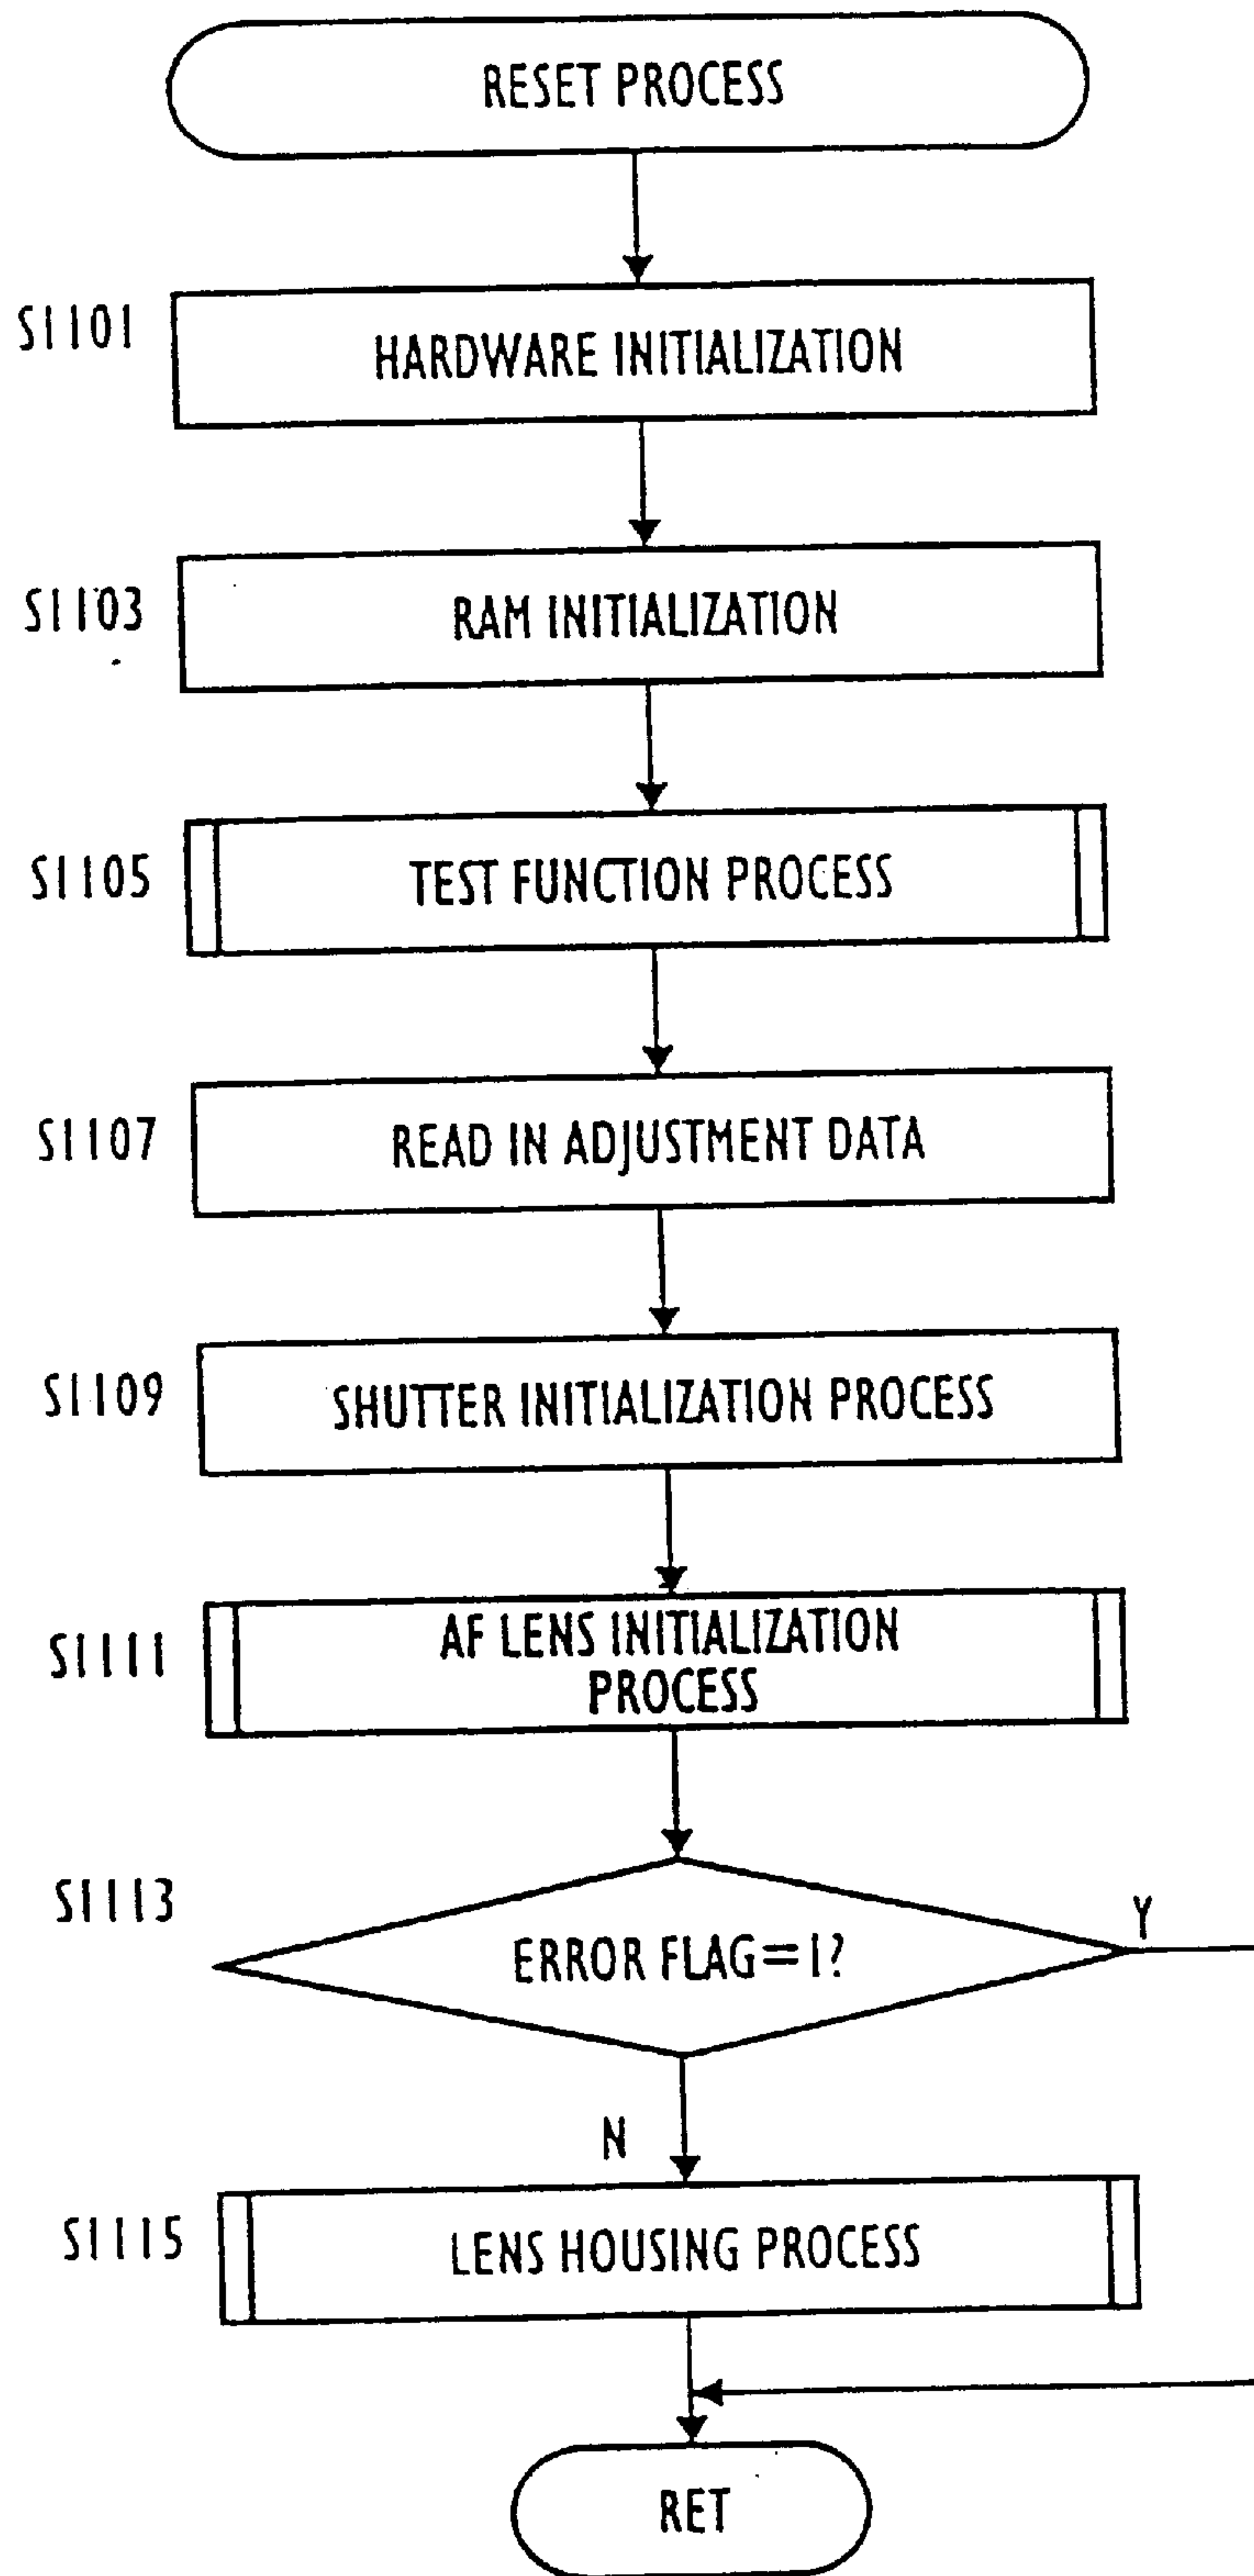 RESET PROCESS
S1101
HARDWARE INITIALIZATION
S1103
RAM INITIALIZATION
S1105
TEST FUNCTION PROCESS
S1107
READ IN ADJUSTMENT DATA
S1109
SHUTTER INITIALIZATION PROCESS
S1111
AF LENS INITIALIZATION
PROCESS
S1113
ERROR FLAG=1?
Y
N
S1115
LENS HOUSING PROCESS
RET